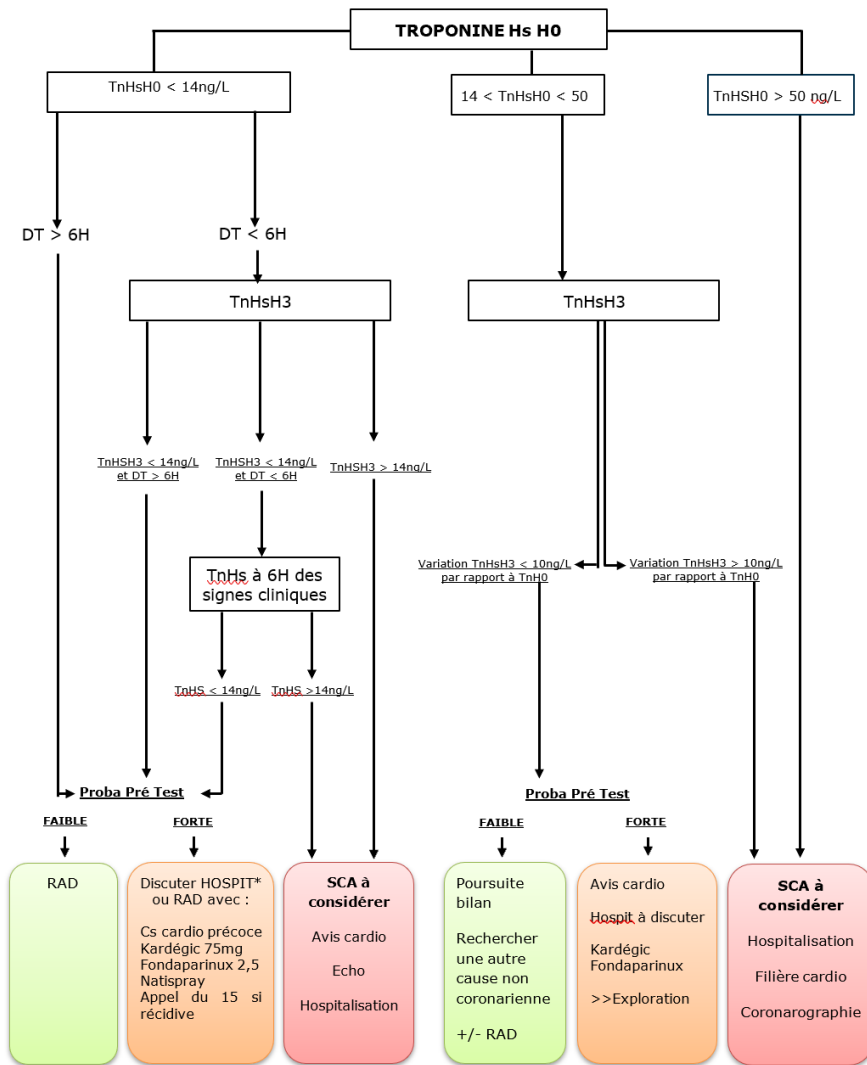 TROPONINE Hs H0
TnHsH0 < 14ng/L
14 < TnHsH0 < 50
TnHSH0 > 50 ng/L
DT > 6H
DT < 6H
TnHsH3
TnHsH3
TnHSH3 < 14ng/L
et DT > 6H
TnHSH3 < 14ng/L
et DT < 6H
TnHSH3 > 14ng/L
TnHs à 6H des
signes cliniques
Variation TnHsH3 < 10ng/L
par rapport à TnH0
Variation TnHsH3 > 10ng/L
par rapport à TnH0
TnHS < 14ng/L
TnHS >14ng/L
Proba Pré Test
FAIBLE
FORTE
Proba Pré Test
FAIBLE
FORTE
RAD
Discuter HOSPIT*
ou RAD avec :
Cs cardio précoce
Kardégic 75mg
Fondaparinux 2,5
Natispray
Appel du 15 si
récidive
SCA à
considérer
Avis cardio
Echo
Hospitalisation
Poursuite
bilan
Rechercher
une autre
cause non
coronarienne
+/- RAD
Avis cardio
Hospit à discuter
Kardégic
Fondaparinux
>>Exploration
SCA à
considérer
Hospitalisation
Filière cardio
Coronarographie